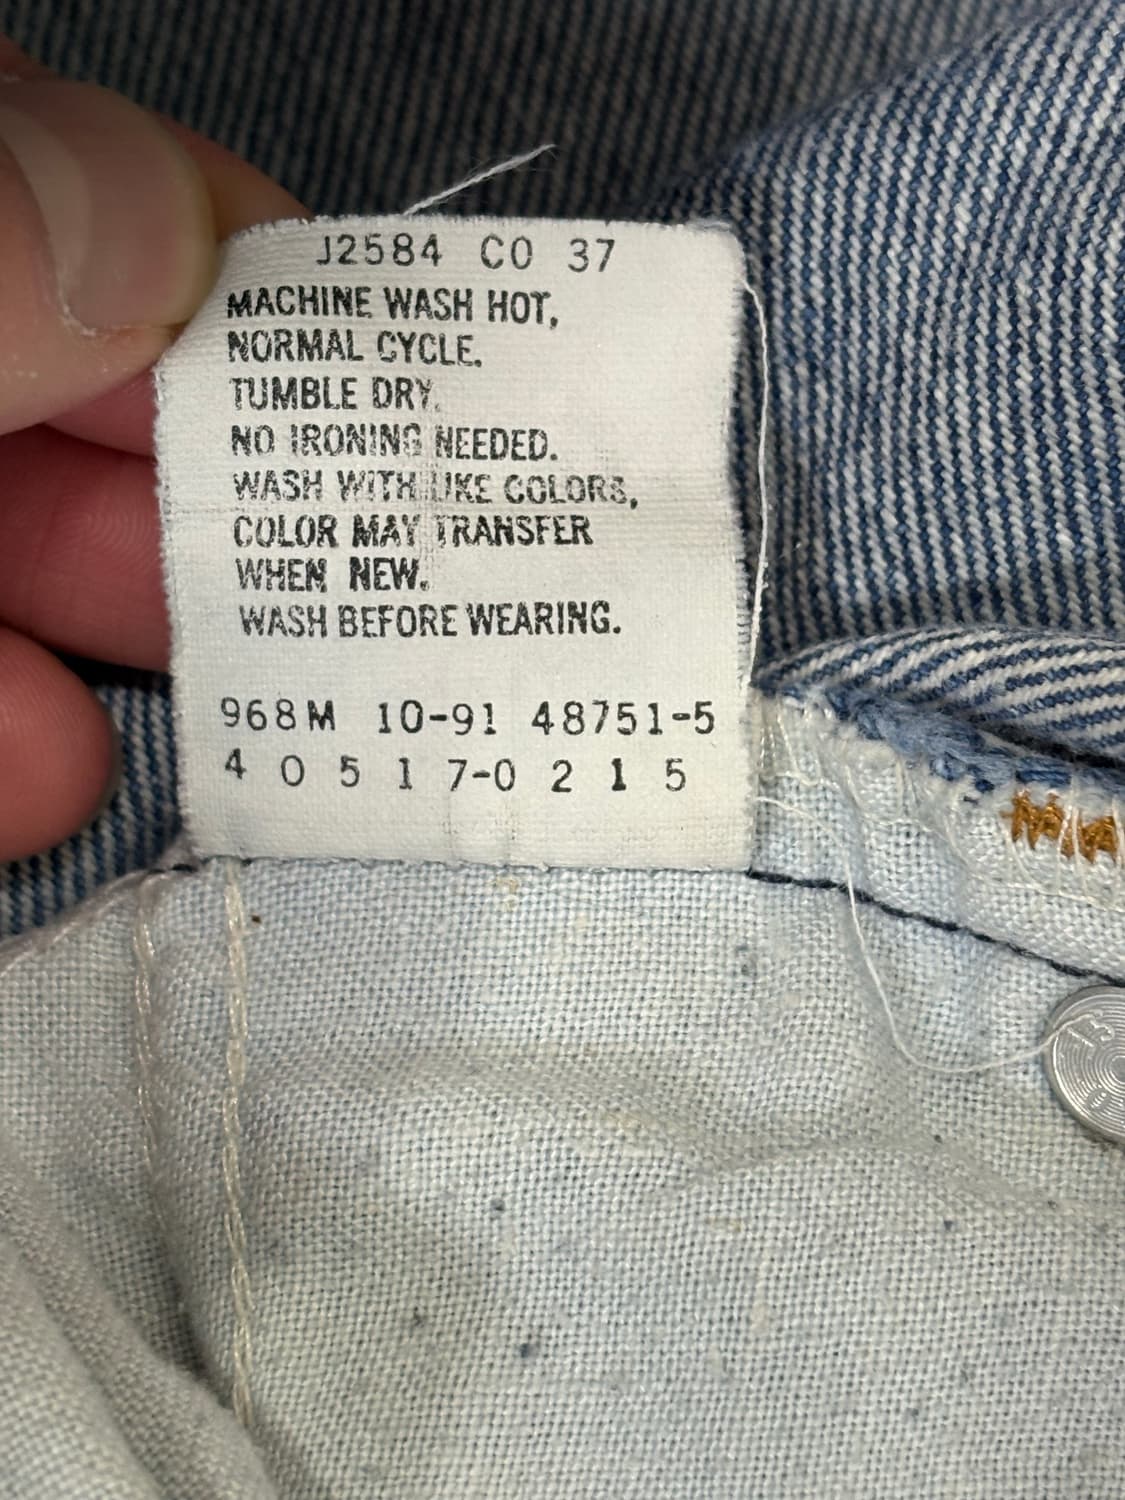 J2584 CO 37
MACHINE WASH HOT,
NORMAL CYCLE.
TUMBLE DRY.
NO IRONING NEEDED.
WASH WITH LIKE COLORS,
COLOR MAY TRANSFER
WHEN NEW.
WASH BEFORE WEARING.
968M 10-91 48751-5
4 0 5 1 7-0 2 1 5